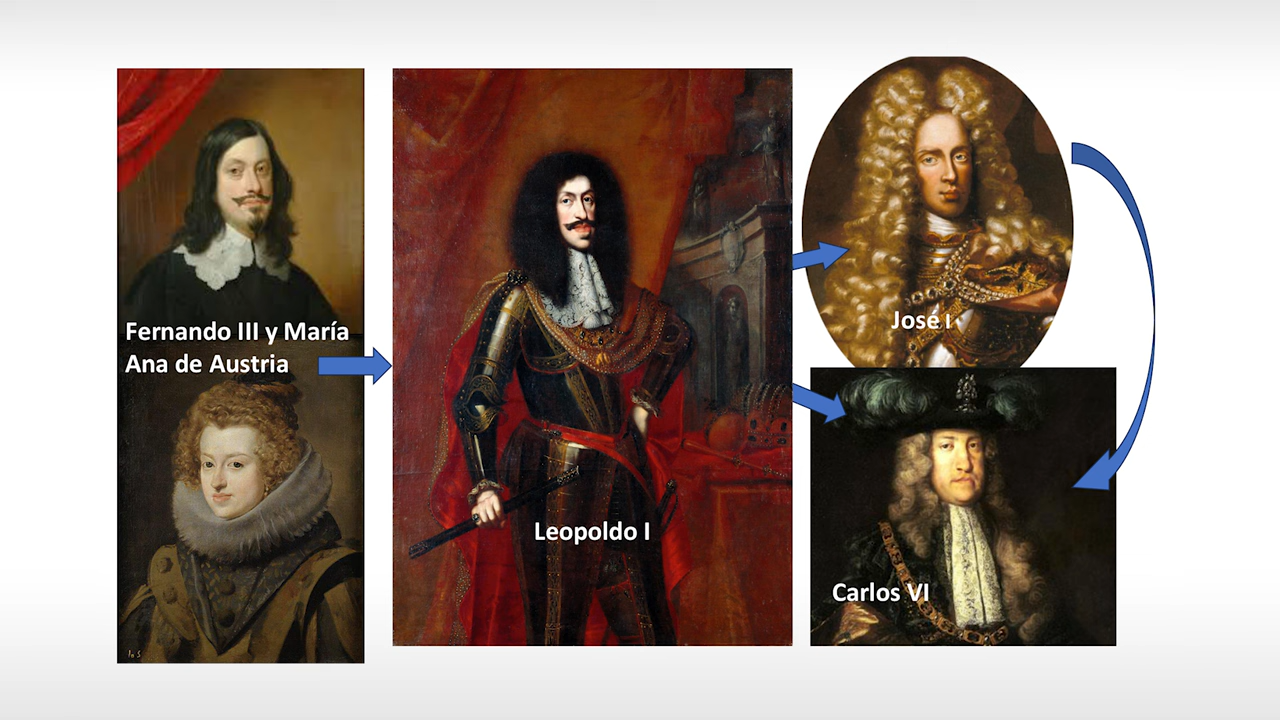 Fernando III y María
Ana de Austria
Leopoldo I
José I
Carlos VI